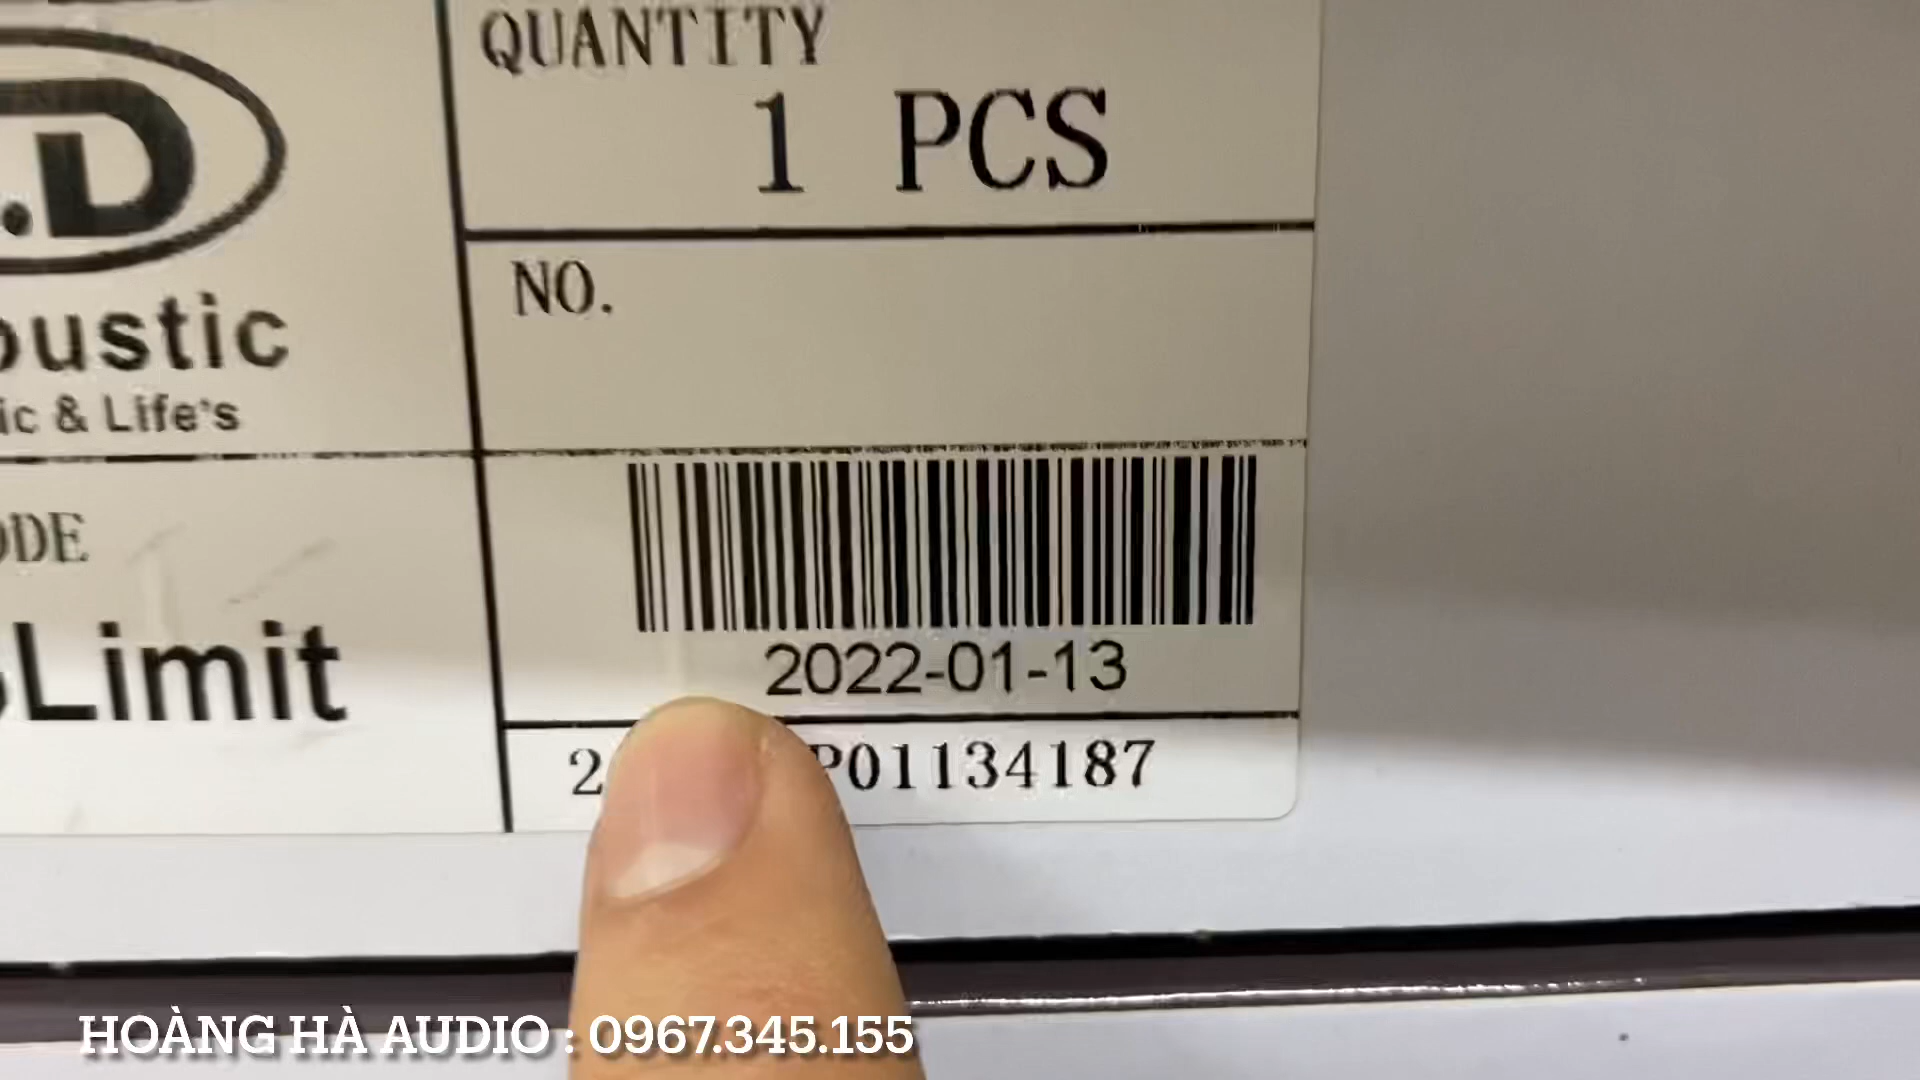 QUANTITY
1 PCS
.D
NO.
oustic
ic & Life's
ODE
Limit
2022-01-13
2
P01134187
HOÀNG HÀ AUDIO : 0967.345.155